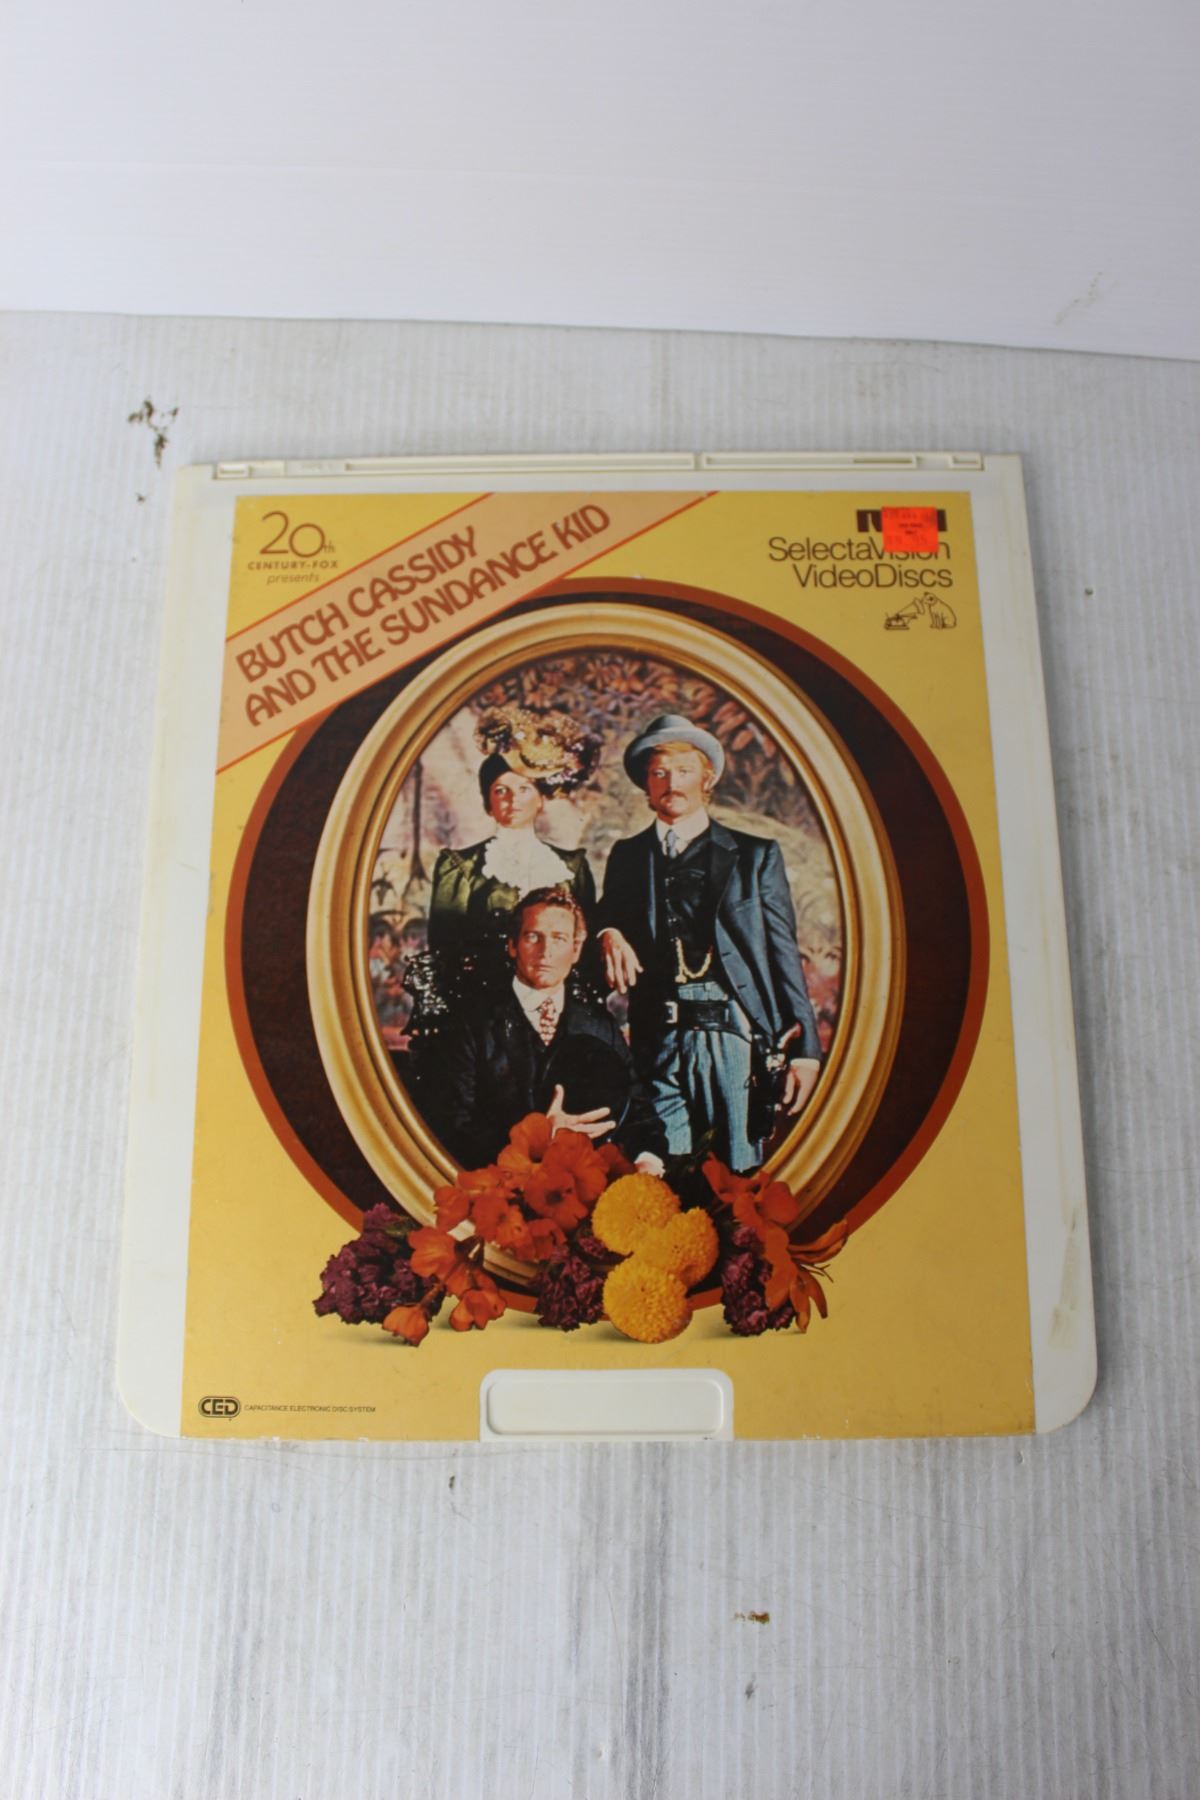 20th
CENTURY-FOX
presents
BUTCH CASSIDY
AND THE SUNDANCE KID
SelectaVision
VideoDiscs
CED CAPACITANCE ELECTRONIC DISC SYSTEM